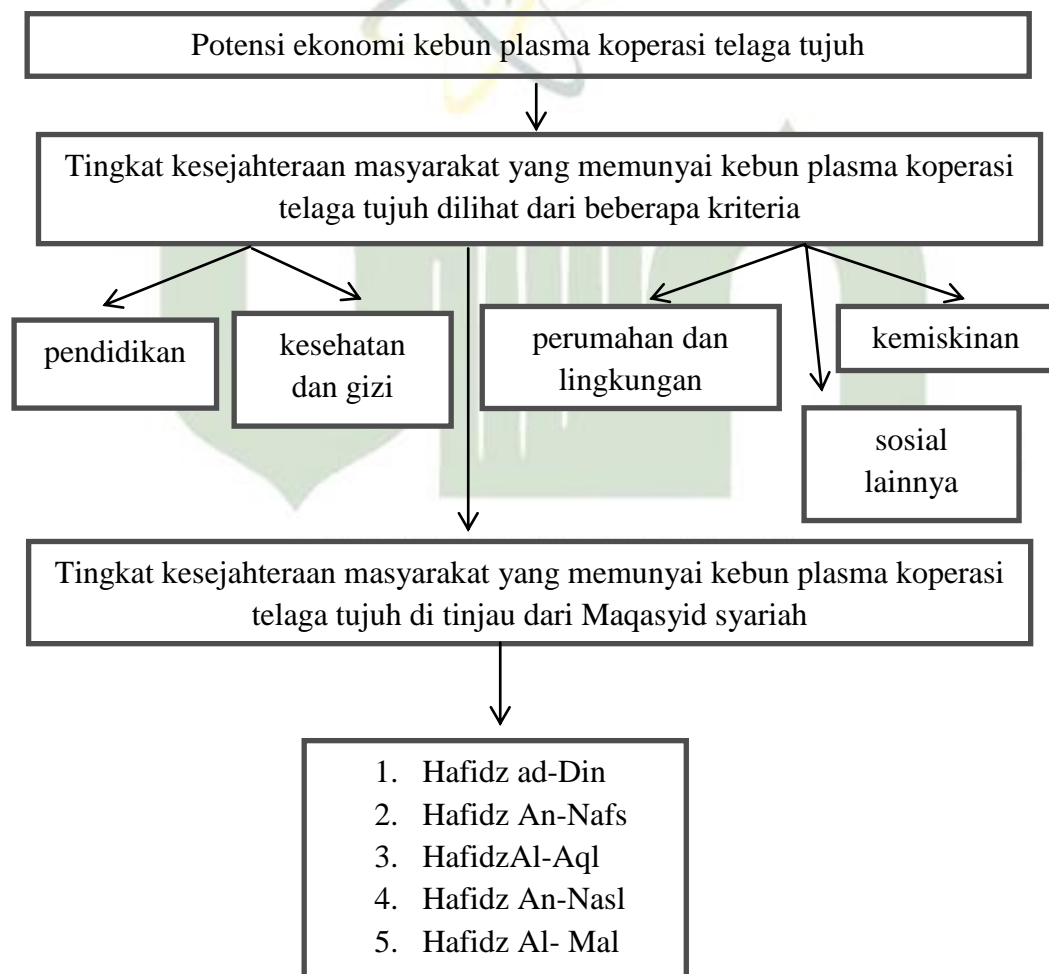 Potensi ekonomi kebun plasma koperasi telaga tujuh
Tingkat kesejahteraan masyarakat yang memunyai kebun plasma koperasi
telaga tujuh dilihat dari beberapa kriteria
pendidikan
kesehatan
dan gizi
perumahan dan
lingkungan
kemiskinan
sosial
lainnya
Tingkat kesejahteraan masyarakat yang memunyai kebun plasma koperasi
telaga tujuh di tinjau dari Maqasyid syariah
1. Hafidz ad-Din
2. Hafidz An-Nafs
3. HafidzAl-Aql
4. Hafidz An-Nasl
5. Hafidz Al- Mal